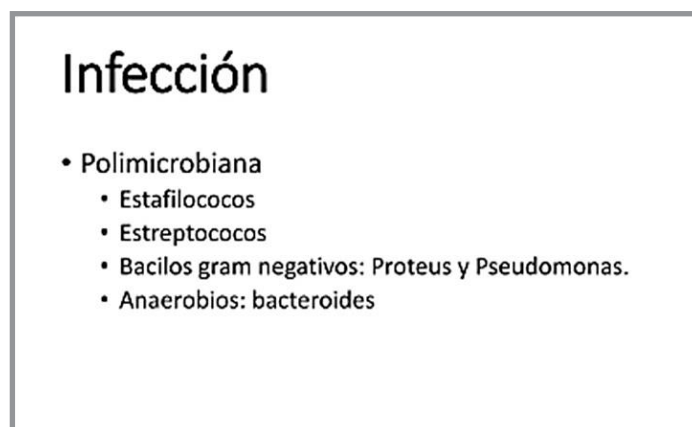 Infección
• Polimicrobiana
• Estafilococos
• Estreptococos
• Bacilos gram negativos: Proteus y Pseudomonas.
• Anaerobios: bacteroides